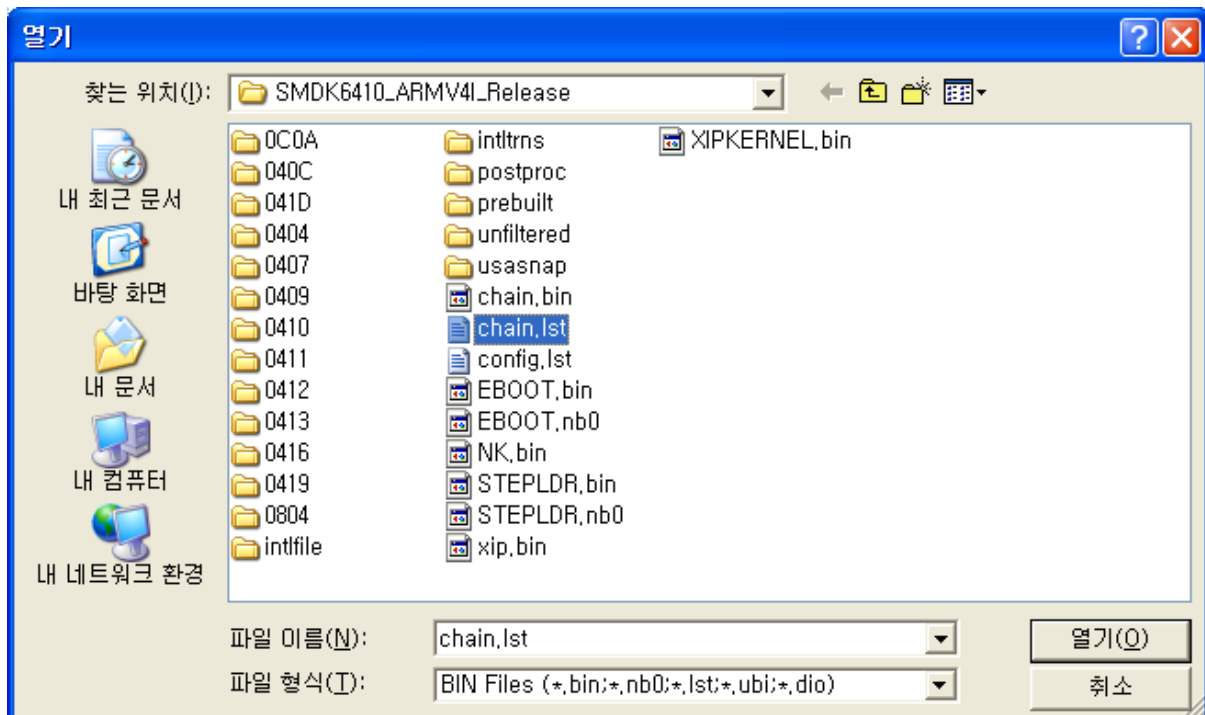 열기
찾는 위치(I): SMDK6410_ARMV4I_Release
내 최근 문서
바탕 화면
내 문서
내 컴퓨터
내 네트워크 환경
0C0A
040C
041D
0404
0407
0409
0410
0411
0412
0413
0416
0419
0804
intlfile
intltrns
postproc
prebuilt
unfiltered
usasnap
chain.bin
chain.lst
config.lst
EBOOT.bin
EBOOT.nb0
NK.bin
STEPLDR.bin
STEPLDR.nb0
xip.bin
XIPKERNEL.bin
파일 이름(N): chain.lst 열기(O)
파일 형식(T): BIN Files (*.bin;*.nb0;*.lst;*.ubi;*.dio) 취소